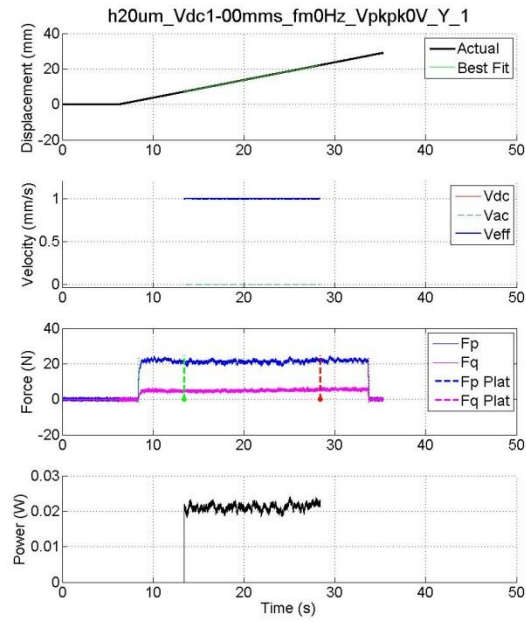 h20um_Vdc1-00mms_fm0Hz_Vpkpk0V_Y_1
Displacement (mm)
40
20
0
-20
0 10 20 30 40 50
Actual
Best Fit
Velocity (mm/s)
1
0.5
0
0 10 20 30 40 50
Vdc
Vac
Veff
Force (N)
40
20
0
-20
0 10 20 30 40 50
Fp
Fq
Fp Plat
Fq Plat
Power (W)
0.03
0.02
0.01
0
0 10 20 30 40 50
Time (s)